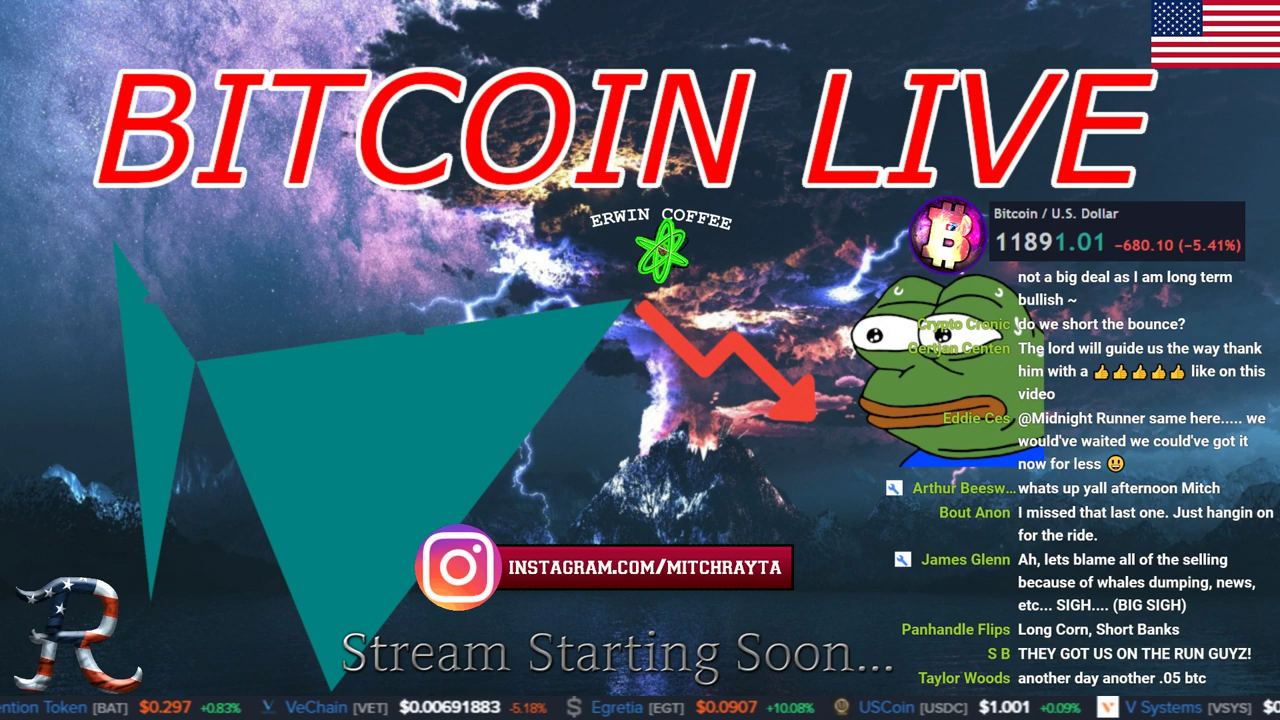 BITCOIN LIVE
ERWIN COFFEE
Bitcoin / U.S. Dollar
11891.01 −680.10 (−5.41%)
not a big deal as I am long term
bullish ~
Crypto Cronic do we short the bounce?
Gertjan Centen The lord will guide us the way thank
him with a 👍👍👍👍👍 like on this
video
Eddie Ces @Midnight Runner same here..... we
would've waited we could've got it
now for less 😃
Arthur Beesw... whats up yall afternoon Mitch
Bout Anon I missed that last one. Just hangin on
for the ride.
James Glenn Ah, lets blame all of the selling
because of whales dumping, news,
etc... SIGH.... (BIG SIGH)
Panhandle Flips Long Corn, Short Banks
S B THEY GOT US ON THE RUN GUYZ!
Taylor Woods another day another .05 btc
INSTAGRAM.COM/MITCHRAYTA
R
Stream Starting Soon...
ention Token [BAT] $0.297 +0.83% VeChain [VET] $0.00691883 -5.18% $ Egretia [EGT] $0.0907 +10.08% USCoin [USDC] $1.001 +0.09% V Systems [VSYS] $0